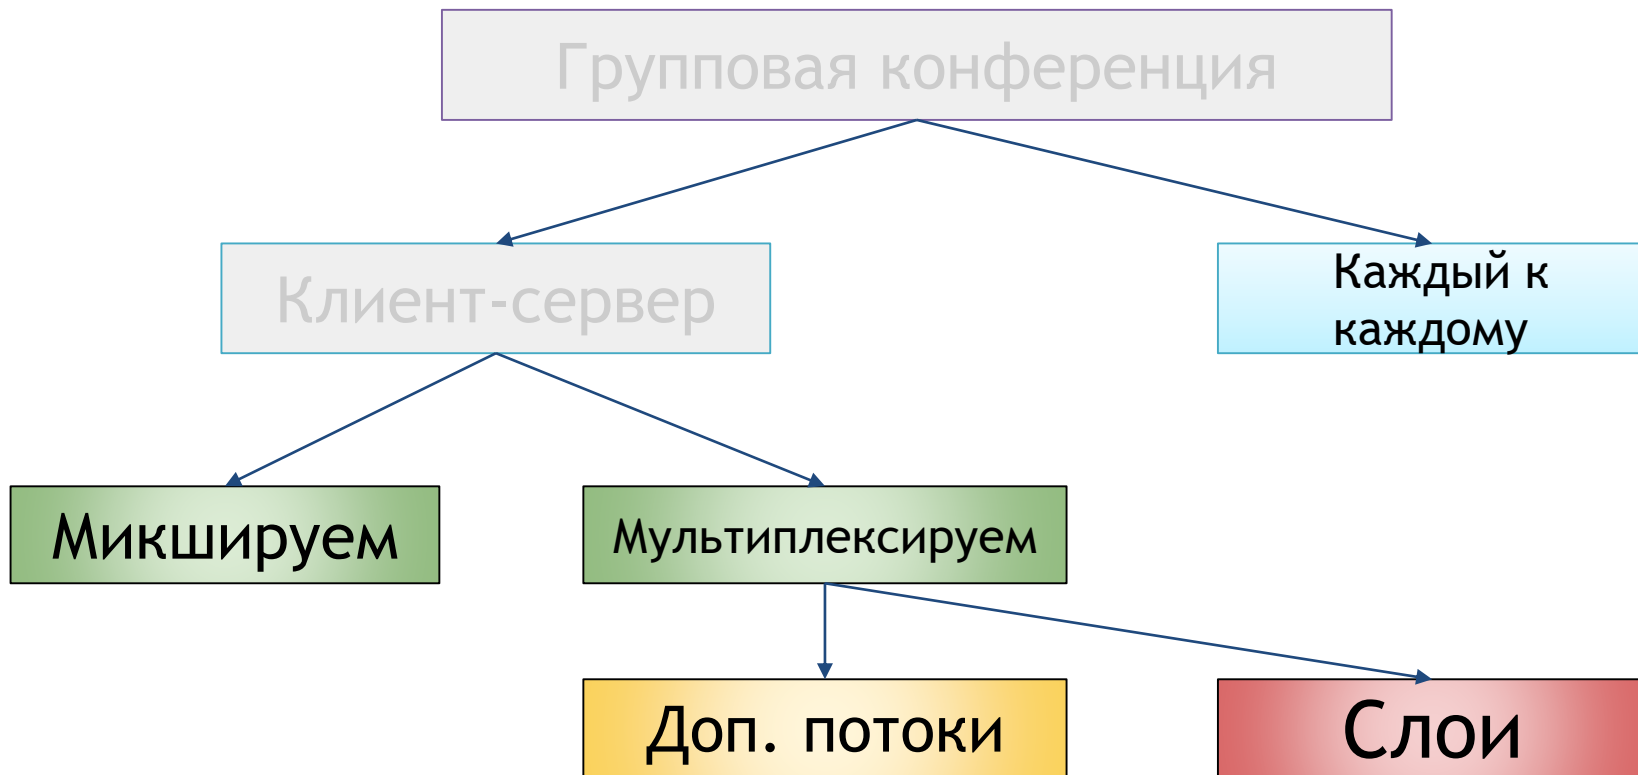 Групповая конференция
Клиент-сервер
Каждый к
каждому
Микшируем
Мультиплексируем
Доп. потоки
Слои